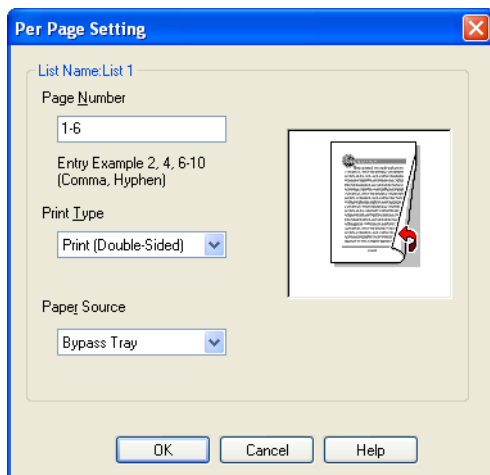 Per Page Setting
List Name:List 1
Page Number
1-6
Entry Example 2, 4, 6-10
(Comma, Hyphen)
Print Type
Print (Double-Sided)
Paper Source
Bypass Tray
OK Cancel Help